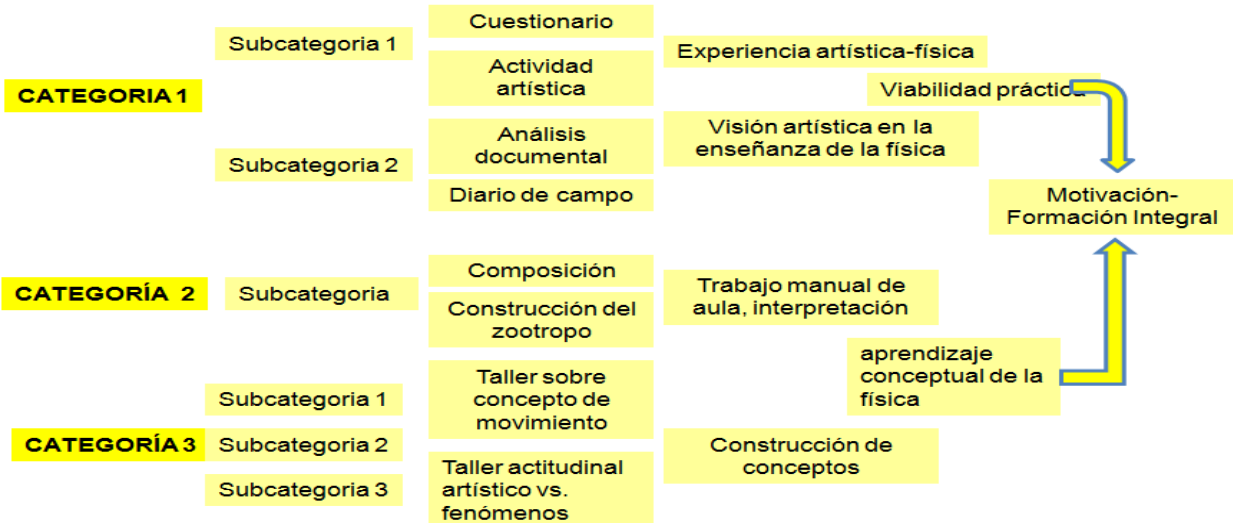 Cuestionario
Subcategoria 1
Experiencia artística-física
Actividad
artística
CATEGORIA 1
Viabilidad práctica
Análisis
documental
Visión artística en la
enseñanza de la física
Subcategoria 2
Diario de campo
Motivación-
Formación Integral
Composición
CATEGORÍA 2
Subcategoria
Trabajo manual de
aula, interpretación
Construcción del
zootropo
aprendizaje
conceptual de la
física
Taller sobre
concepto de
movimiento
Subcategoria 1
CATEGORÍA 3
Subcategoria 2
Construcción de
conceptos
Taller actitudinal
artístico vs.
fenómenos
Subcategoria 3